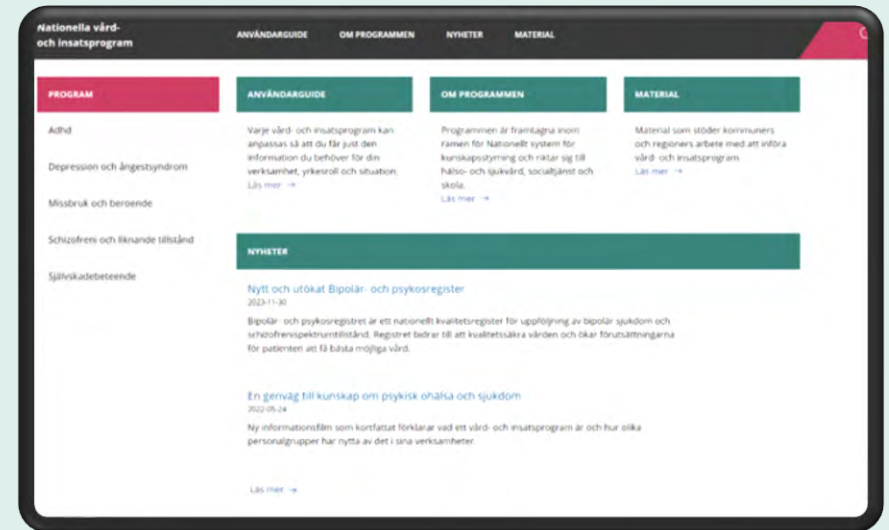 Nationella vård-
och insatsprogram
ANVÄNDARGUIDE OM PROGRAMMEN NYHETER MATERIAL
PROGRAM
Adhd
Depression och ångestsyndrom
Missbruk och beroende
Schizofreni och liknande tillstånd
Självskadebeteende
ANVÄNDARGUIDE
Varje vård- och insatsprogram kan
anpassas så att du får just den
information du behöver för din
verksamhet, yrkesroll och situation.
Läs mer →
OM PROGRAMMEN
Programmen är framtagna inom
ramen för Nationellt system för
kunskapsstyrning och riktar sig till
hälso- och sjukvård, socialtjänst och
skola.
Läs mer →
MATERIAL
Material som stöder kommuners
och regioners arbete med att införa
vård- och insatsprogram.
Läs mer →
NYHETER
Nytt och utökat Bipolär- och psykosregister
2023-11-30
Bipolär- och psykosregistret är ett nationellt kvalitetsregister för uppföljning av bipolär sjukdom och
schizofrenispektrumtillstånd. Registret bidrar till att kvalitetssäkra vården och ökar förutsättningarna
för patienten att få bästa möjliga vård.
En genväg till kunskap om psykisk ohälsa och sjukdom
2022-05-24
Ny informationsfilm som kortfattat förklarar vad ett vård- och insatsprogram är och hur olika
personalgrupper har nytta av det i sina verksamheter.
Läs mer →